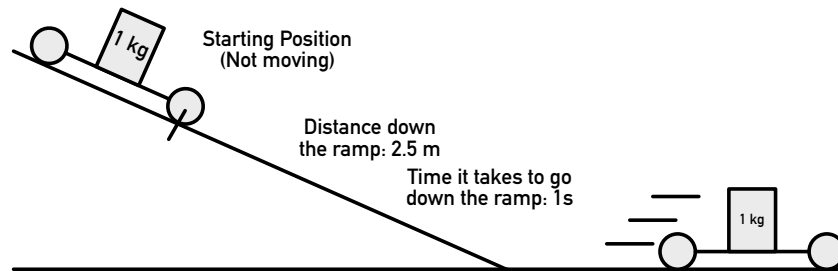 1 kg
Starting Position
(Not moving)
Distance down
the ramp: 2.5 m
Time it takes to go
down the ramp: 1s
1 kg